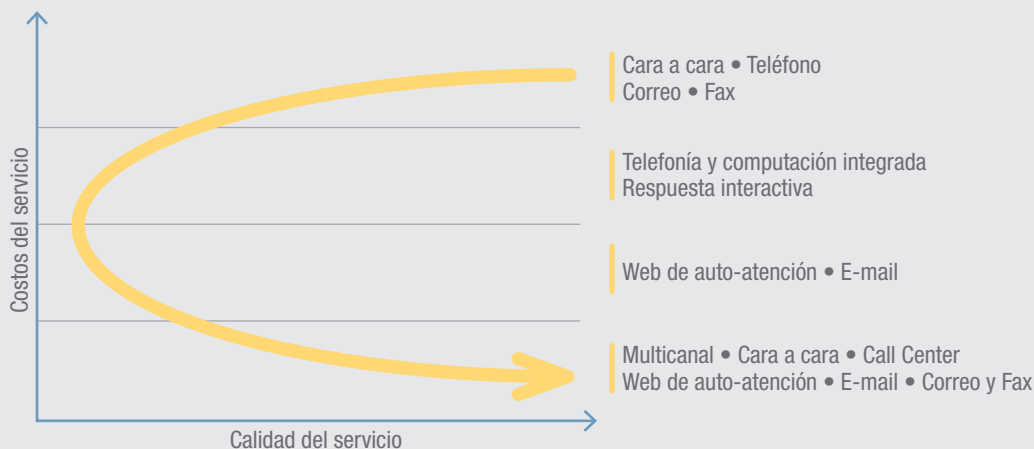 Costos del servicio
Cara a cara • Teléfono
Correo • Fax
Telefonía y computación integrada
Respuesta interactiva
Web de auto-atención • E-mail
Multicanal • Cara a cara • Call Center
Web de auto-atención • E-mail • Correo y Fax
Calidad del servicio